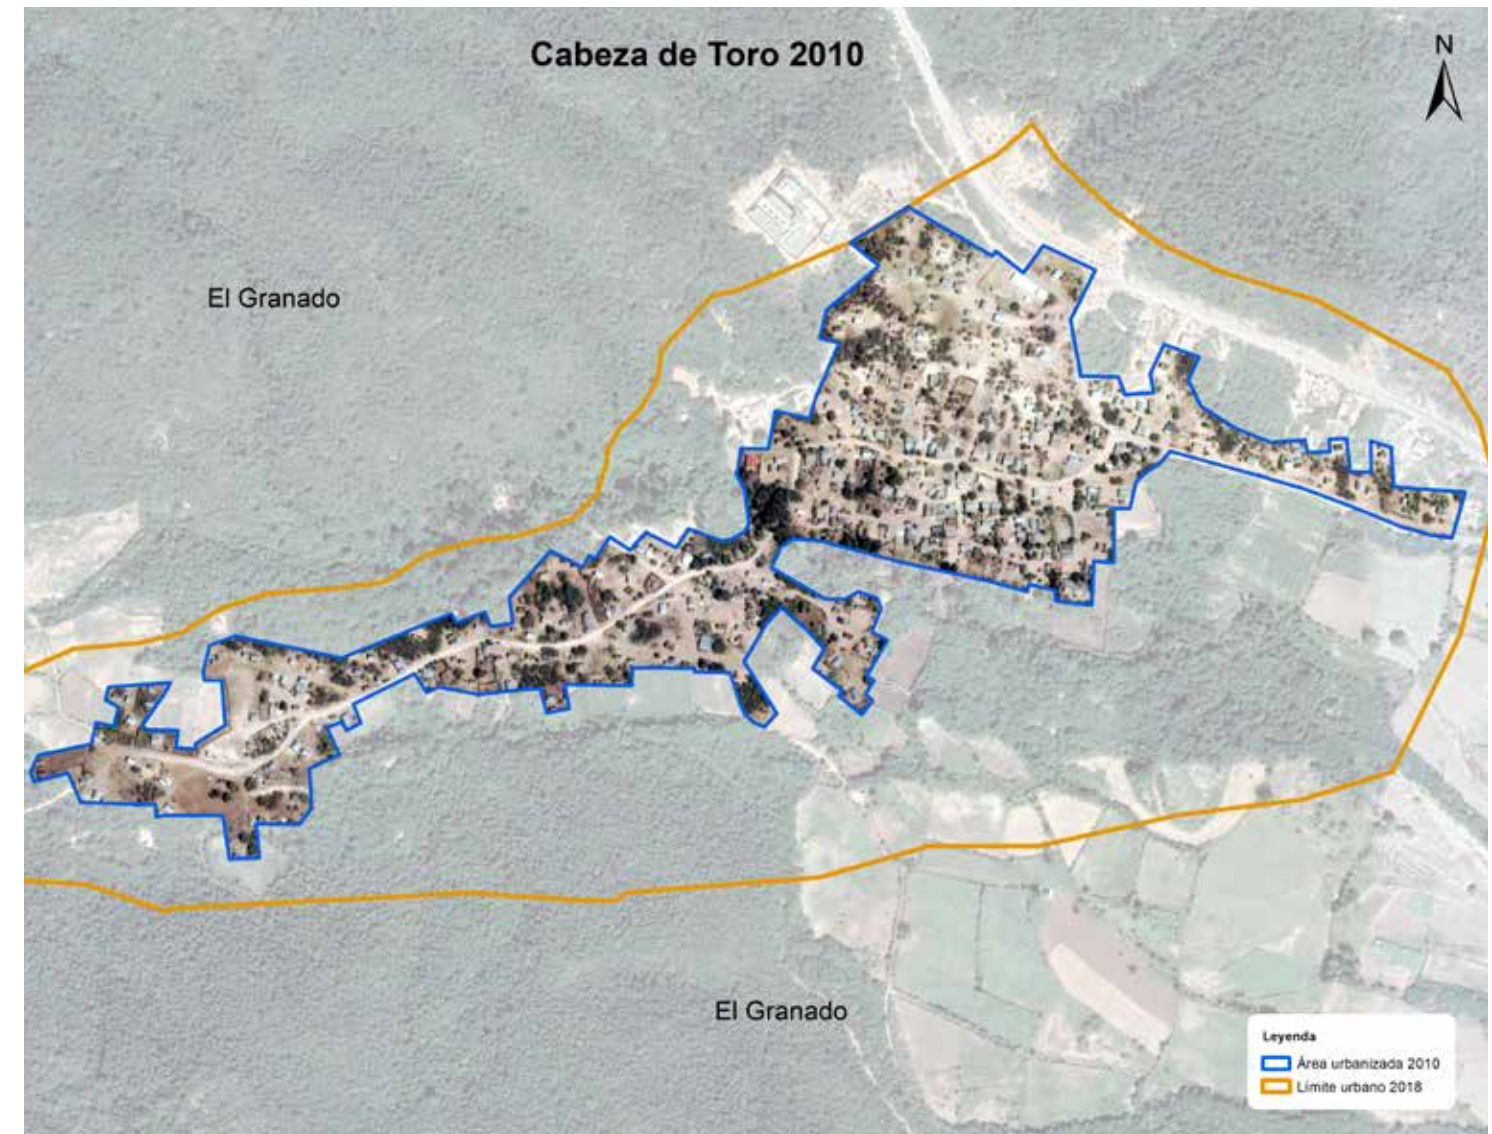 Cabeza de Toro 2010
N
El Granado
El Granado
Leyenda
Área urbanizada 2010
Límite urbano 2018